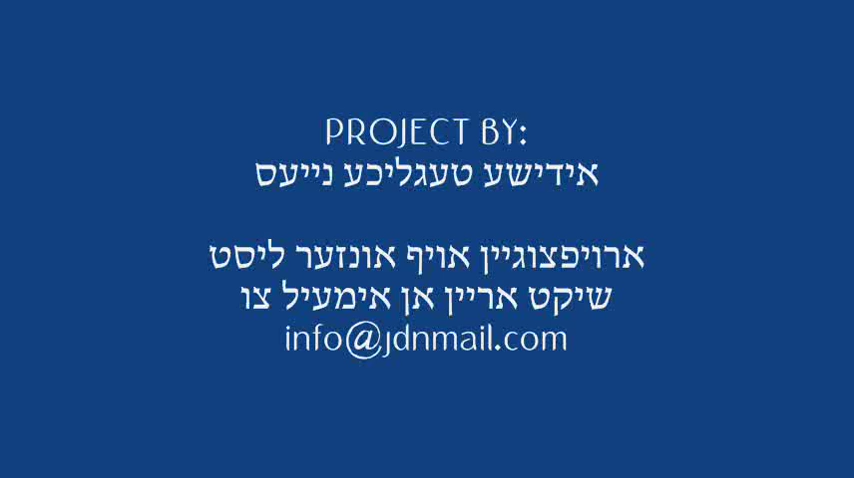 PROJECT BY:
אידישע טעגליכע נייעס
ארויפצוגיין אויף אונזער ליסט
שיקט אריין אן אימעיל צו
info@jdnmail.com